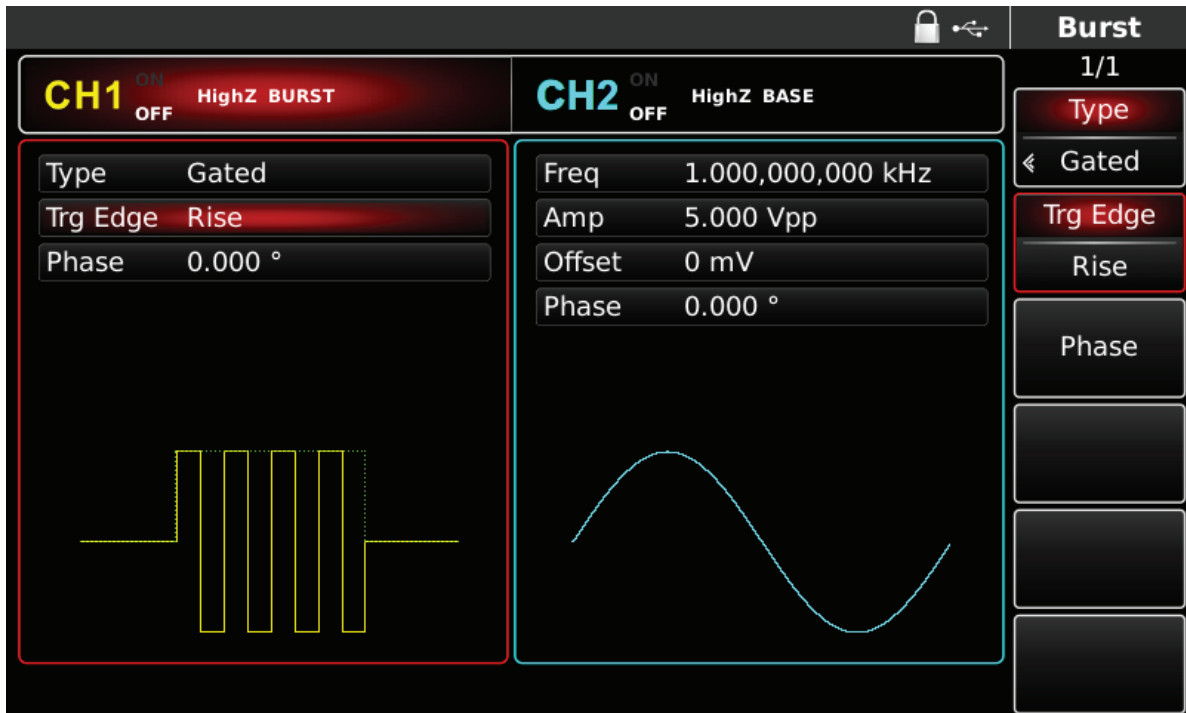 Burst
1/1
CH1 ON OFF HighZ BURST
CH2 ON OFF HighZ BASE
Type Gated
Trg Edge Rise
Phase 0.000 °
Freq 1.000,000,000 kHz
Amp 5.000 Vpp
Offset 0 mV
Phase 0.000 °
Type
Gated
Trg Edge
Rise
Phase